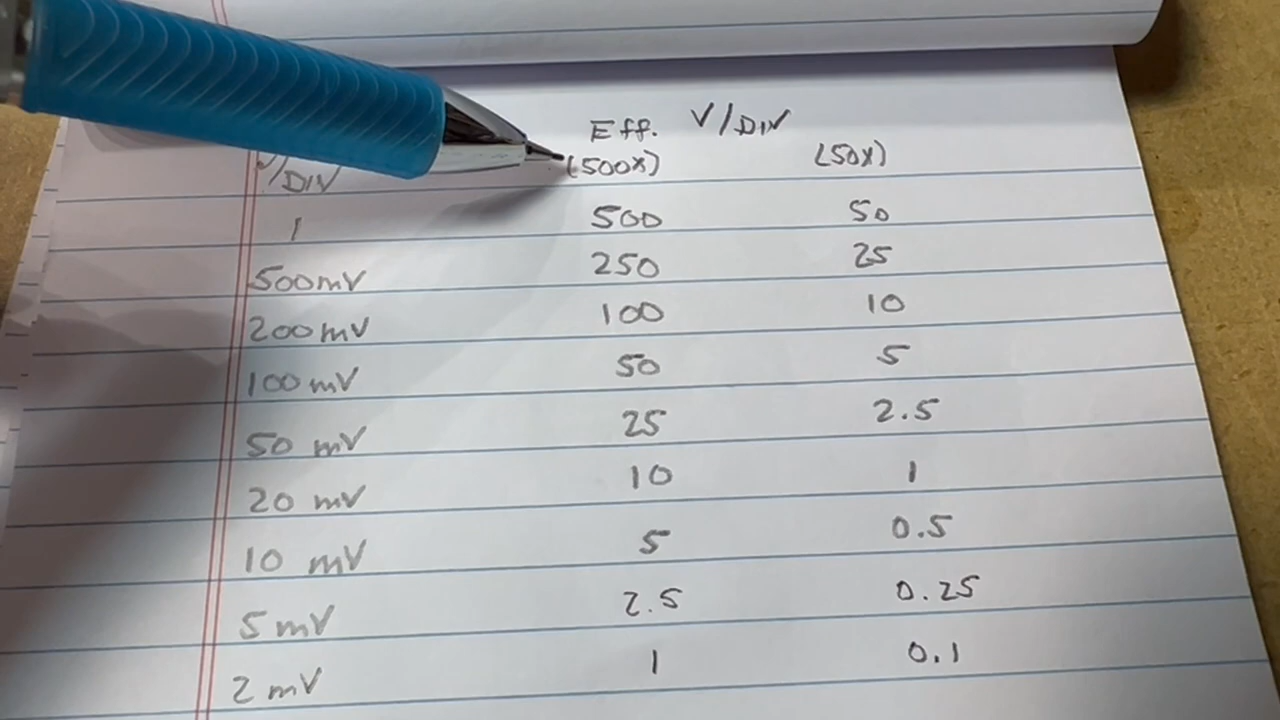 Eff. V/DIV
V/DIV (500x) (50x)
1 500 50
500mV 250 25
200mV 100 10
100mV 50 5
50 mV 25 2.5
20 mV 10 1
10 mV 5 0.5
5mV 2.5 0.25
2mV 1 0.1